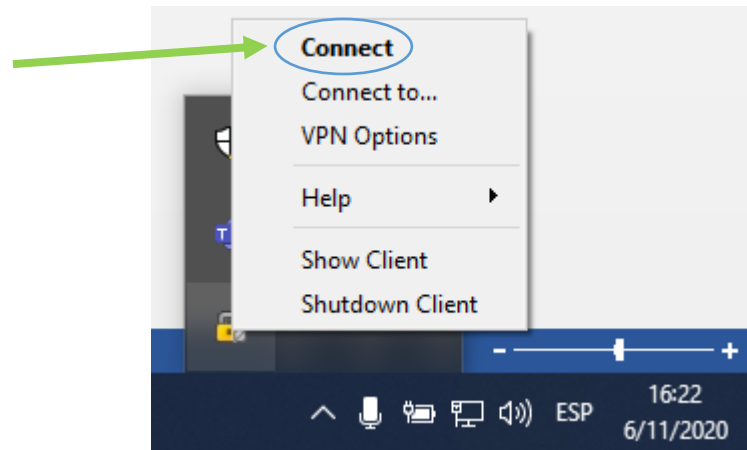 Connect
Connect to...
VPN Options
Help
Show Client
Shutdown Client
T
- +
ESP
16:22
6/11/2020